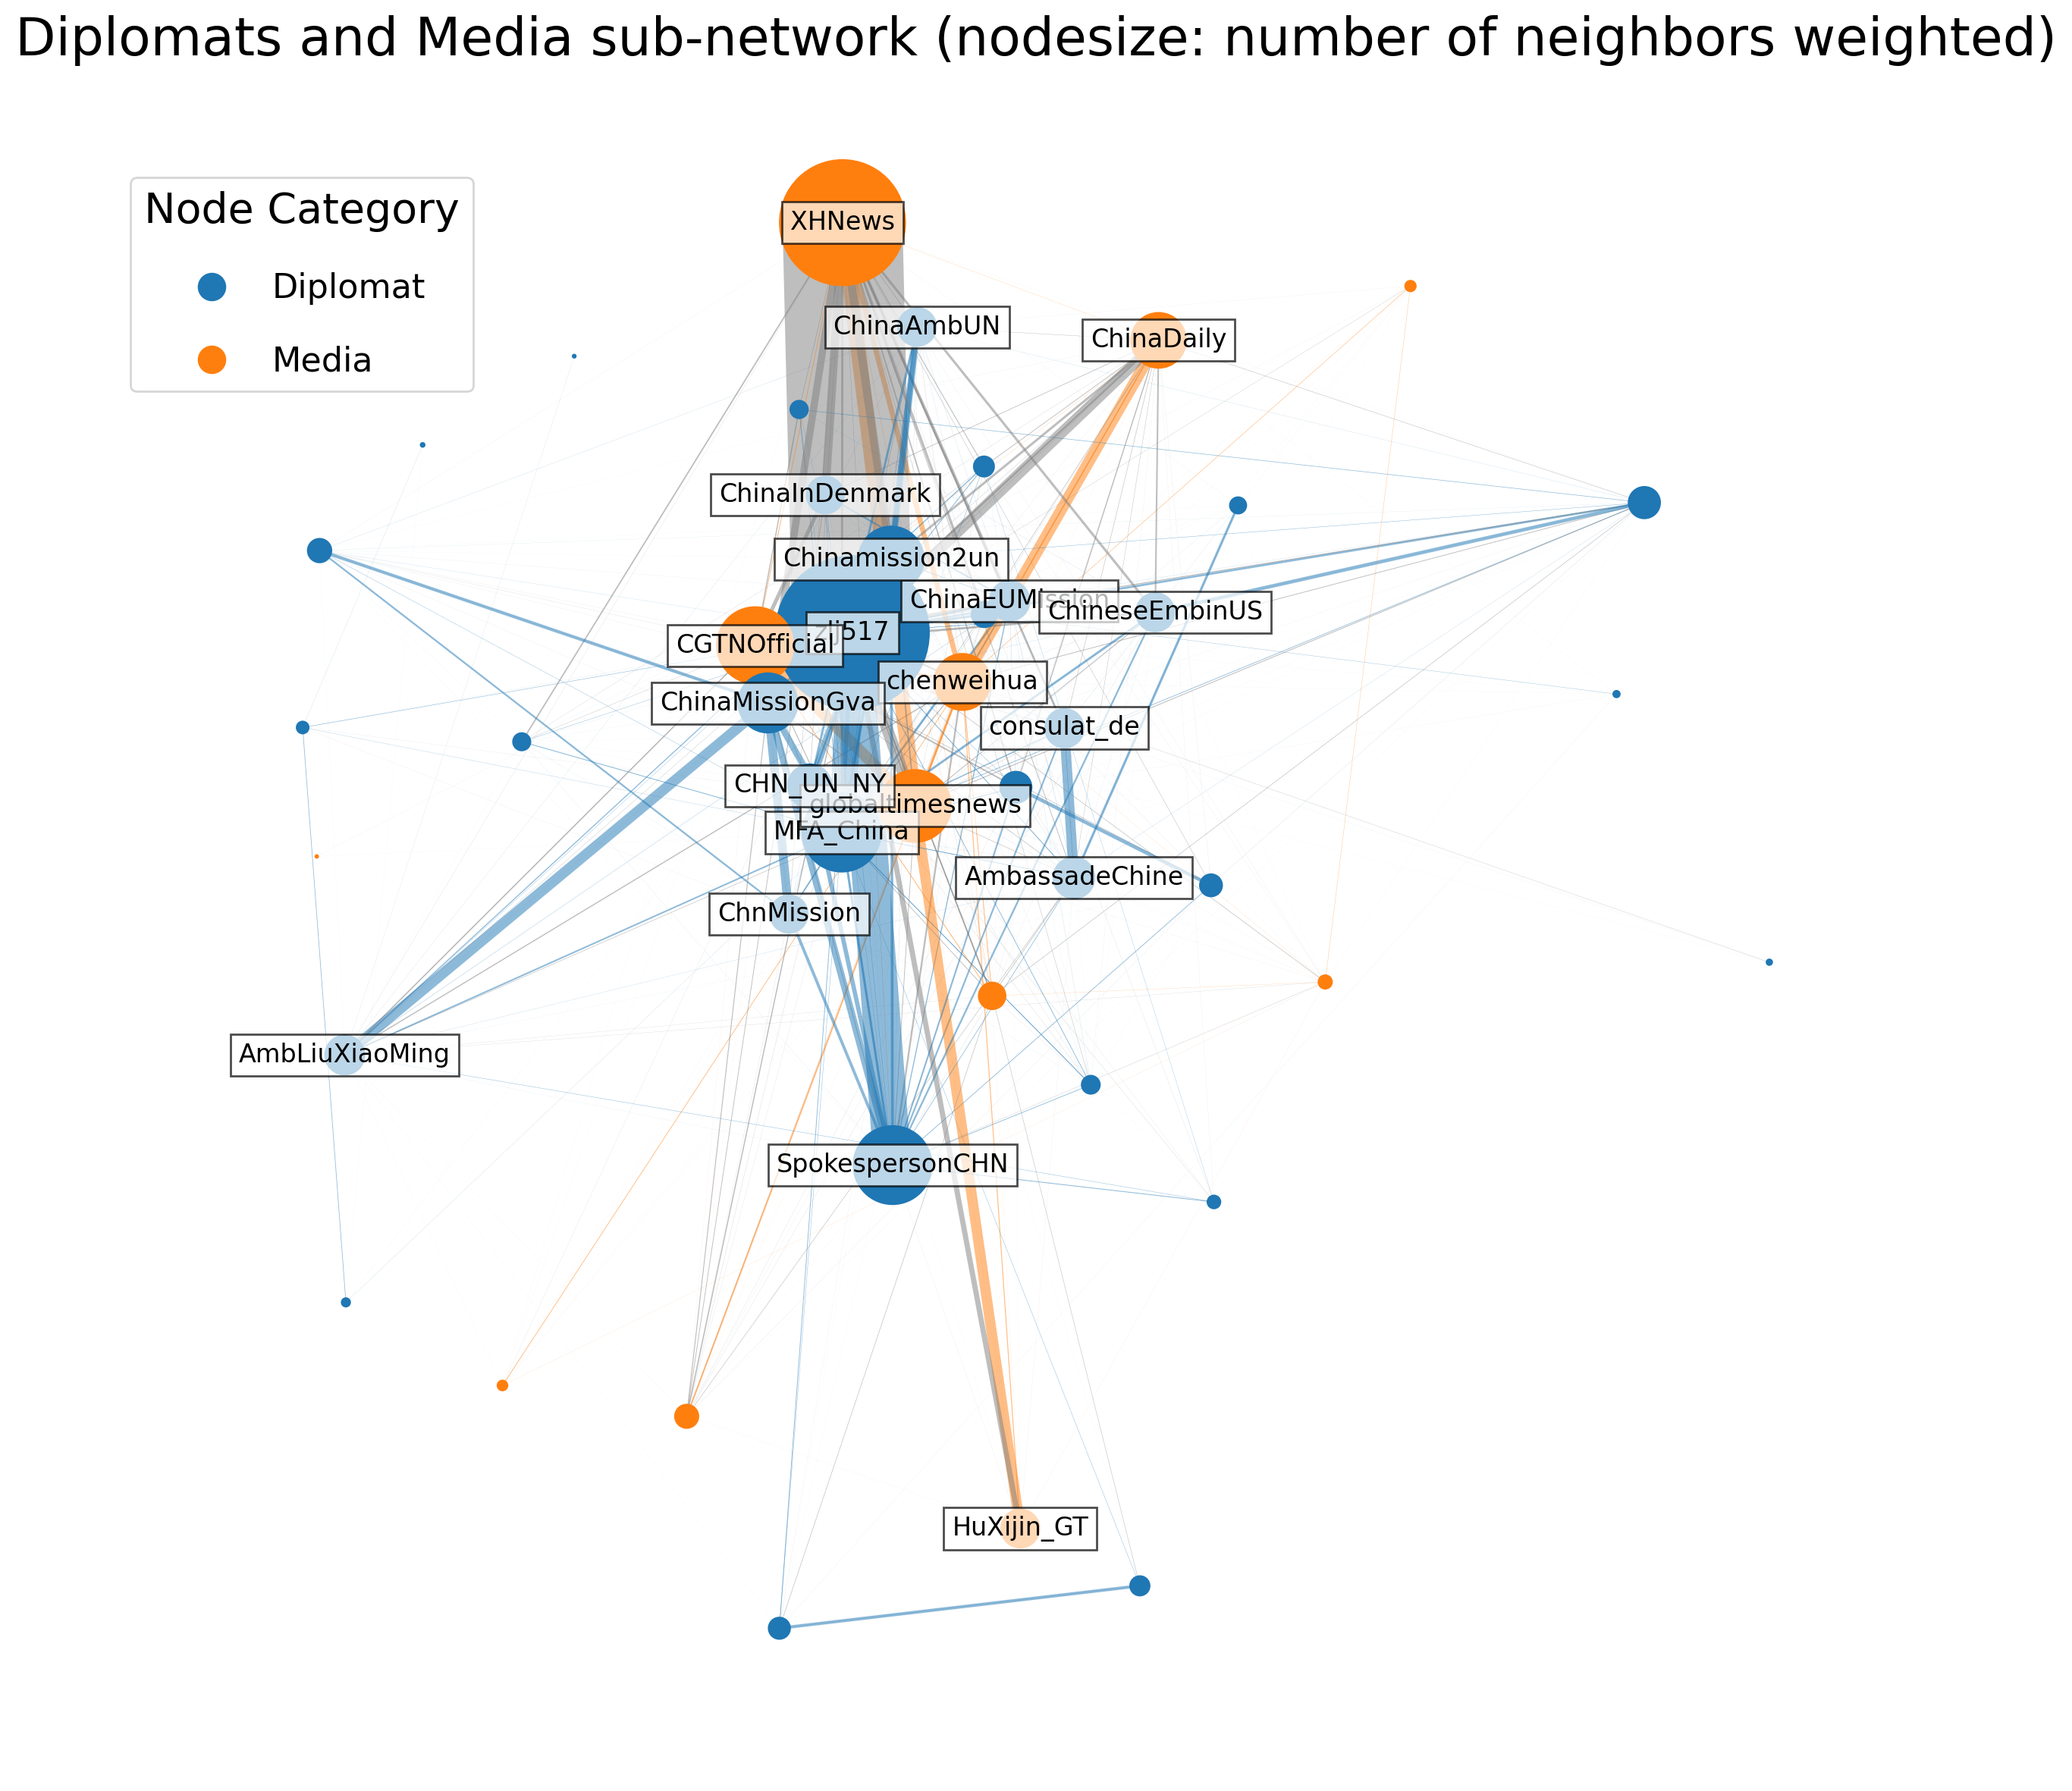 Diplomats and Media sub-network (nodesize: number of neighbors weighted)
Node Category
Diplomat
Media
XHNews
ChinaAmbUN
ChinaDaily
ChinaInDenmark
Chinamission2un
ChinaEUMission
ChineseEmbinUS
zlj517
CGTNOfficial
chenweihua
ChinaMissionGva
consulat_de
CHN_UN_NY
globaltimesnews
MFA_China
AmbassadeChine
ChnMission
AmbLiuXiaoMing
SpokespersonCHN
HuXijin_GT